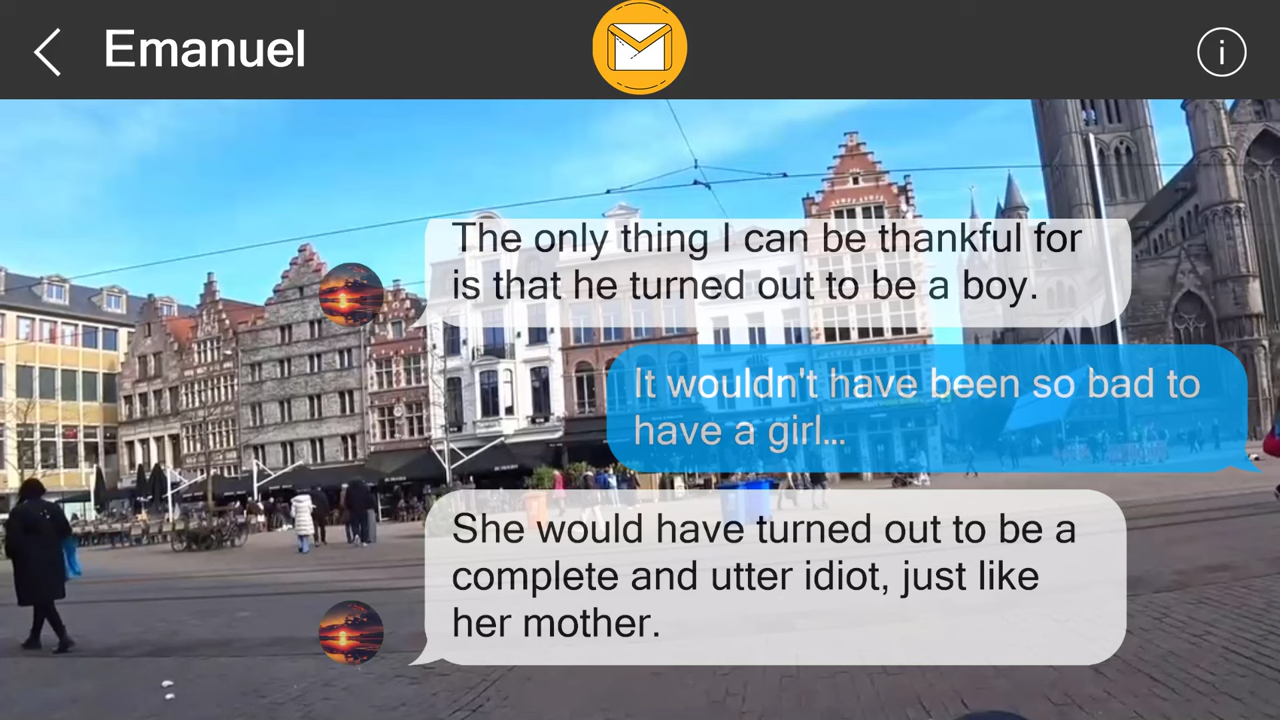 Emanuel
The only thing I can be thankful for
is that he turned out to be a boy.
It wouldn't have been so bad to
have a girl...
She would have turned out to be a
complete and utter idiot, just like
her mother.